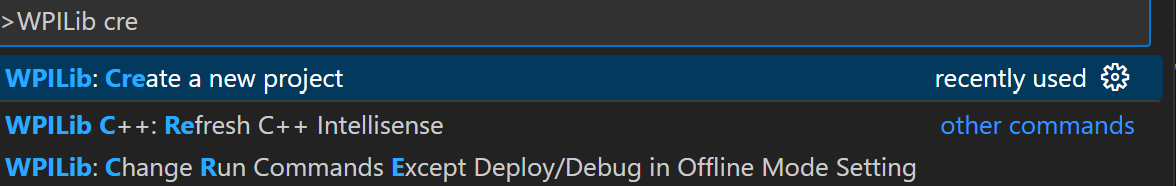 >WPILib cre
WPILib: Create a new project recently used
WPILib C++: Refresh C++ Intellisense other commands
WPILib: Change Run Commands Except Deploy/Debug in Offline Mode Setting